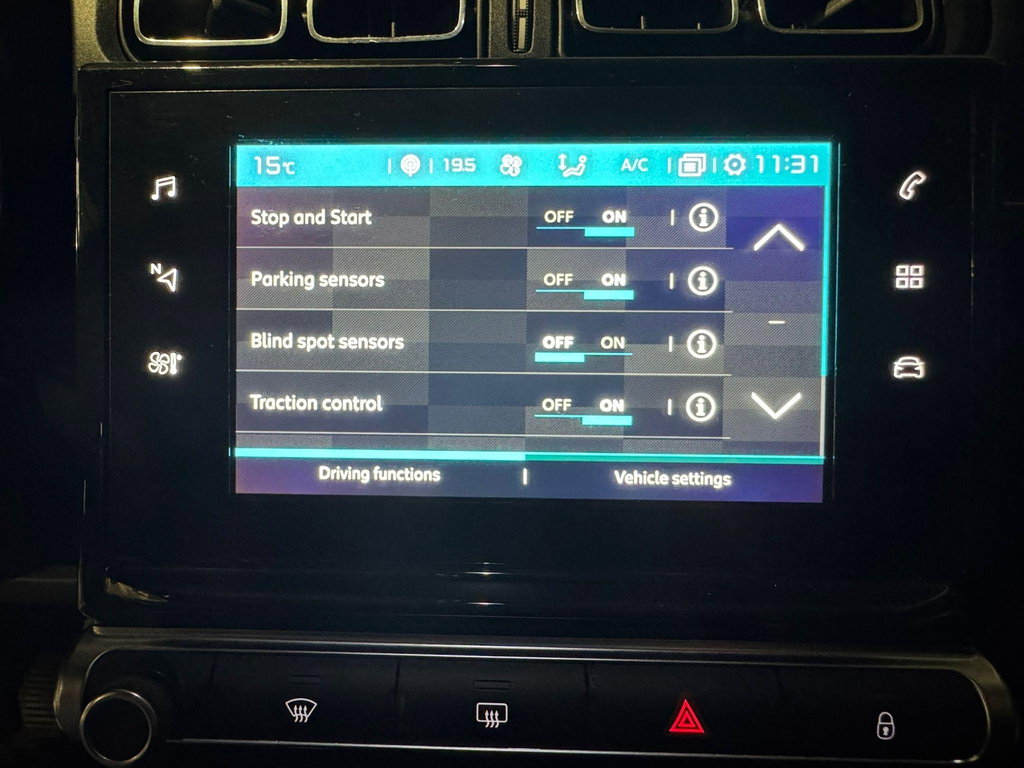 15°C 19.5 A/C 11:31
Stop and Start OFF ON
N
Parking sensors OFF ON
Blind spot sensors OFF ON
Traction control OFF ON
Driving functions Vehicle settings